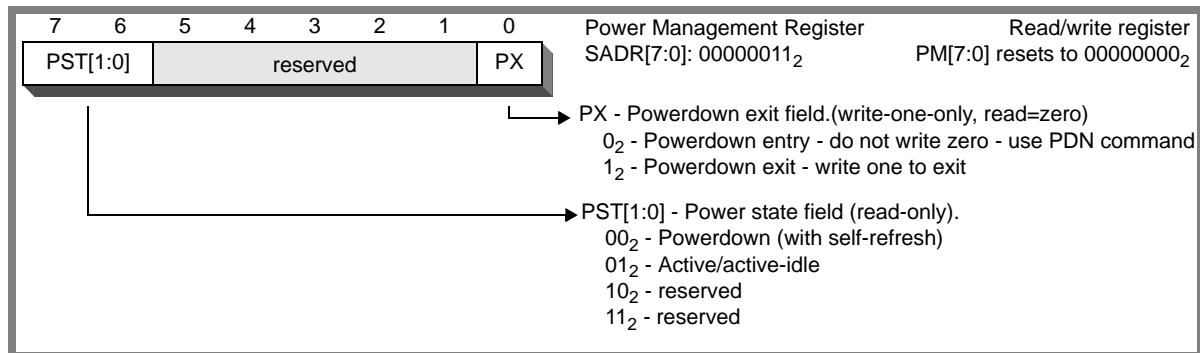 7 6 5 4 3 2 1 0
PST[1:0] reserved PX
Power Management Register
SADR[7:0]: 00000011₂
Read/write register
PM[7:0] resets to 00000000₂
PX - Powerdown exit field.(write-one-only, read=zero)
0₂ - Powerdown entry - do not write zero - use PDN command
1₂ - Powerdown exit - write one to exit
PST[1:0] - Power state field (read-only).
00₂ - Powerdown (with self-refresh)
01₂ - Active/active-idle
10₂ - reserved
11₂ - reserved